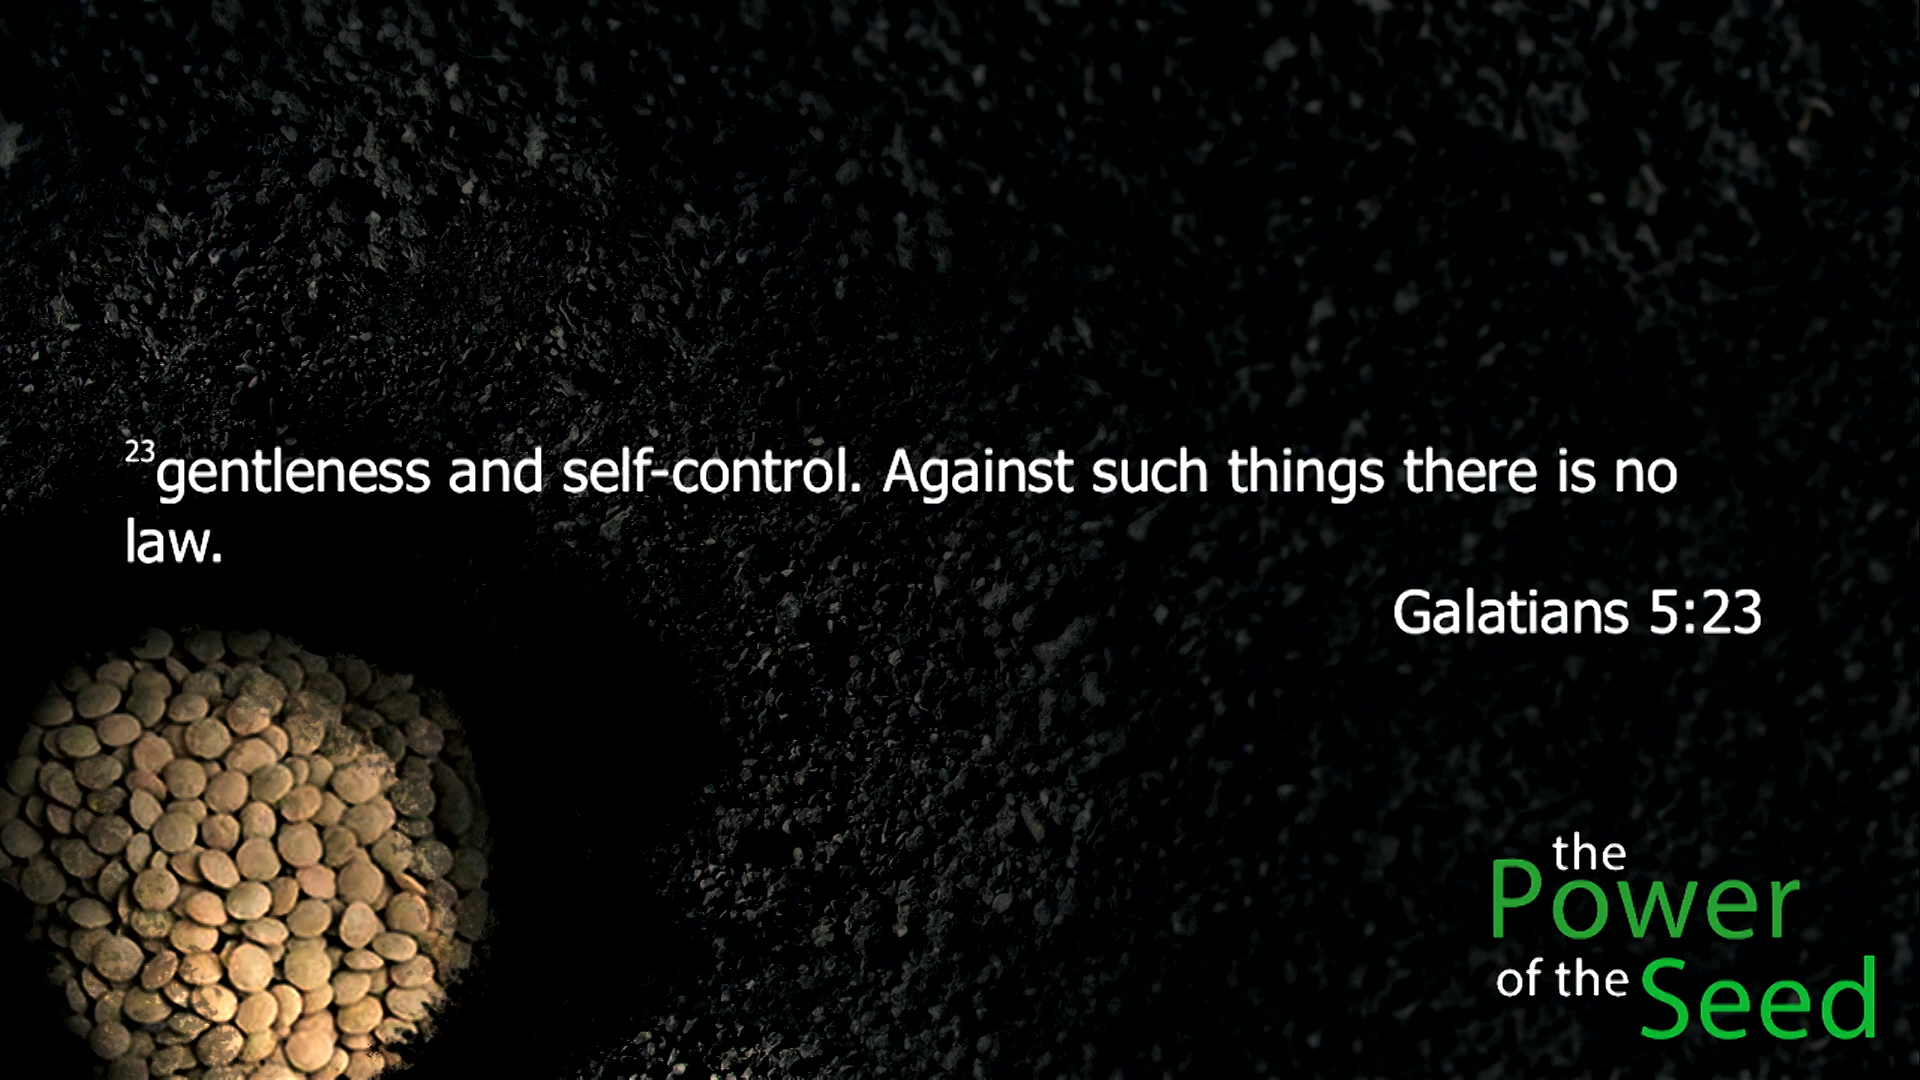 23gentleness and self-control. Against such things there is no
law.
Galatians 5:23
the
Power
of the Seed